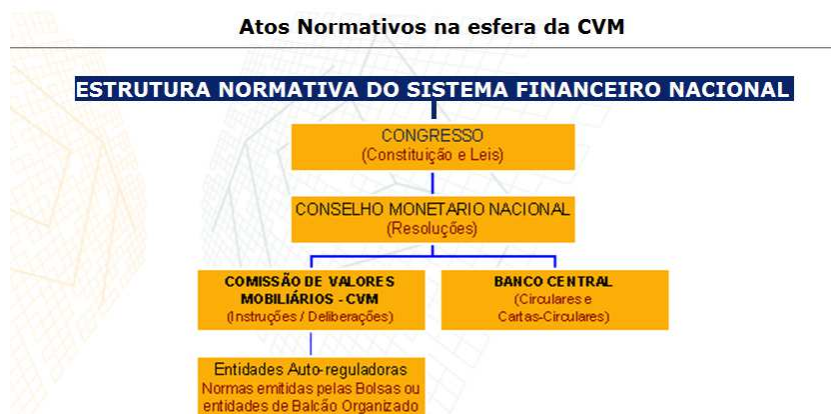 Atos Normativos na esfera da CVM
ESTRUTURA NORMATIVA DO SISTEMA FINANCEIRO NACIONAL
CONGRESSO
(Constituição e Leis)
CONSELHO MONETARIO NACIONAL
(Resoluções)
COMISSÃO DE VALORES
MOBILIÁRIOS - CVM
(Instruções / Deliberações)
BANCO CENTRAL
(Circulares e
Cartas-Circulares)
Entidades Auto-reguladoras
Normas emitidas pelas Bolsas ou
entidades de Balcão Organizado